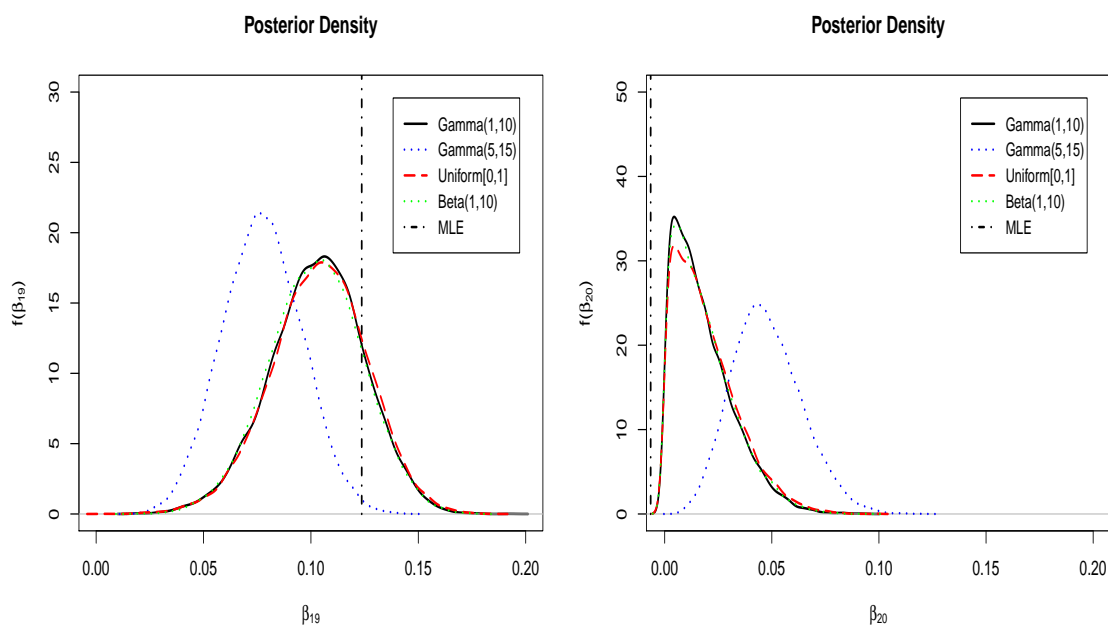 Posterior Density
f(β19)
30
25
20
15
10
5
0
Gamma(1,10)
Gamma(5,15)
Uniform[0,1]
Beta(1,10)
MLE
0.00 0.05 0.10 0.15 0.20
β19
Posterior Density
f(β20)
50
40
30
20
10
0
Gamma(1,10)
Gamma(5,15)
Uniform[0,1]
Beta(1,10)
MLE
0.00 0.05 0.10 0.15 0.20
β20